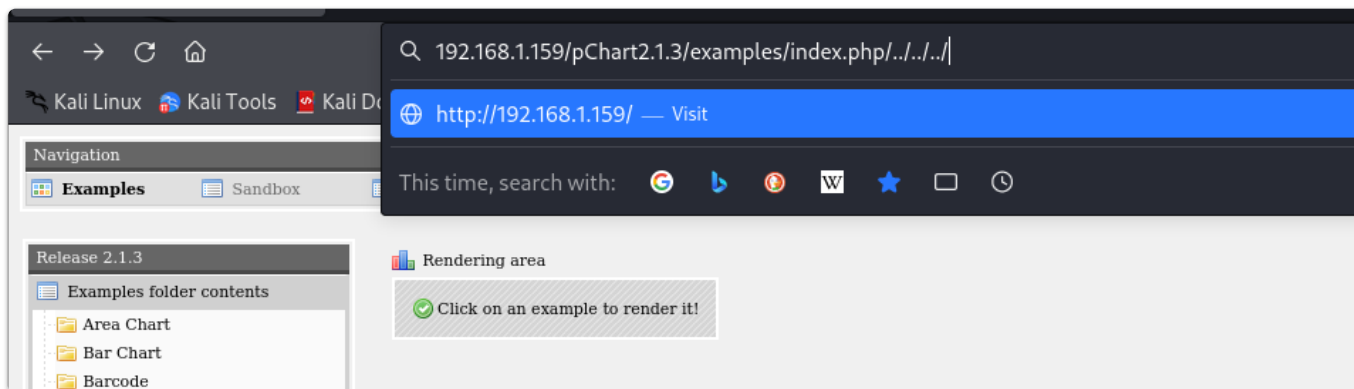 192.168.1.159/pChart2.1.3/examples/index.php/../../../
Kali Linux Kali Tools Kali Do
http://192.168.1.159/ — Visit
Navigation
Examples Sandbox
This time, search with:
Release 2.1.3
Rendering area
Examples folder contents
Click on an example to render it!
Area Chart
Bar Chart
Barcode